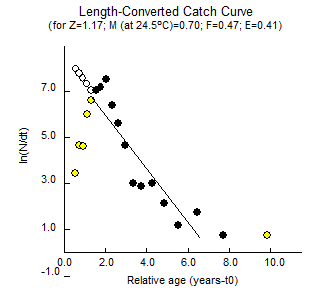 Length-Converted Catch Curve
(for Z=1.17; M (at 24.5ºC)=0.70; F=0.47; E=0.41)
7.0
5.0
3.0
1.0
-1.0
ln(N/dt)
0.0 2.0 4.0 6.0 8.0 10.0
Relative age (years-t0)